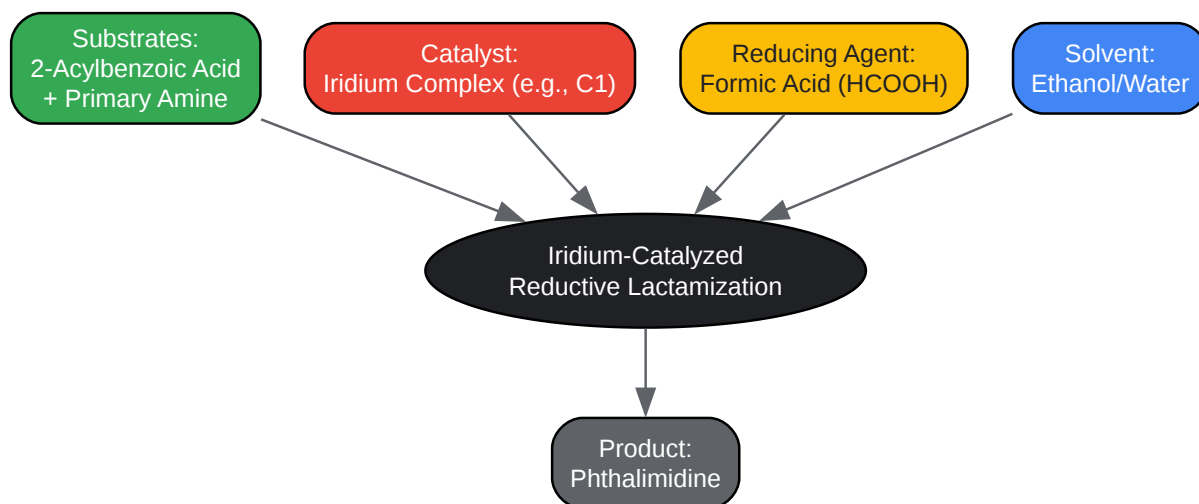 Substrates:
2-Acylbenzoic Acid
+ Primary Amine
Catalyst:
Iridium Complex (e.g., C1)
Reducing Agent:
Formic Acid (HCOOH)
Solvent:
Ethanol/Water
Iridium-Catalyzed
Reductive Lactamization
Product:
Phthalimidine